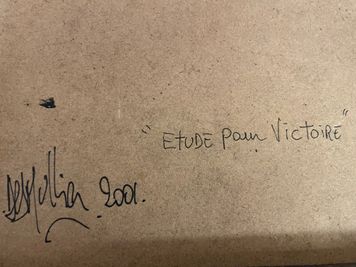 " ETUDE pour Victoire "
2001.